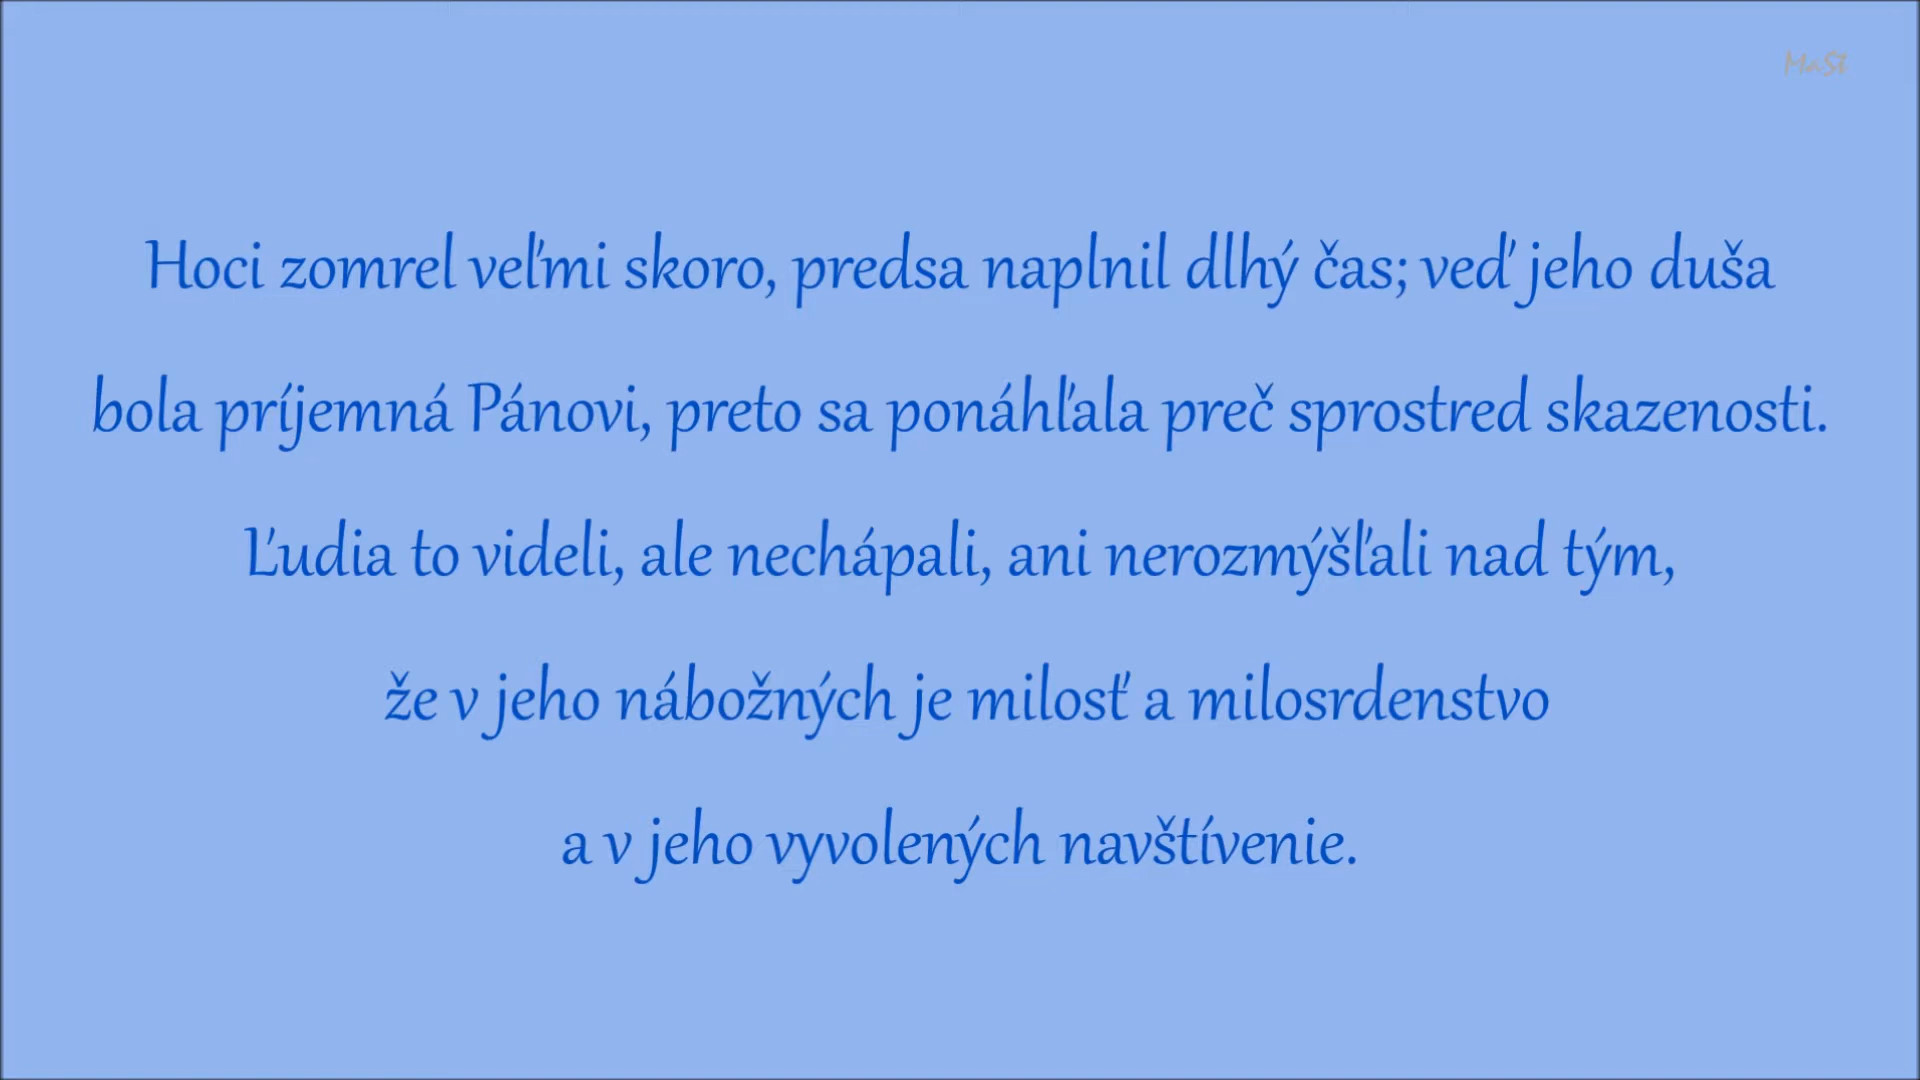 MaSt
Hoci zomrel veľmi skoro, predsa naplnil dlhý čas; veď jeho duša
bola príjemná Pánovi, preto sa ponáhľala preč sprostred skazenosti.
Ľudia to videli, ale nechápali, ani nerozmýšľali nad tým,
že v jeho nábožných je milosť a milosrdenstvo
a v jeho vyvolených navštívenie.